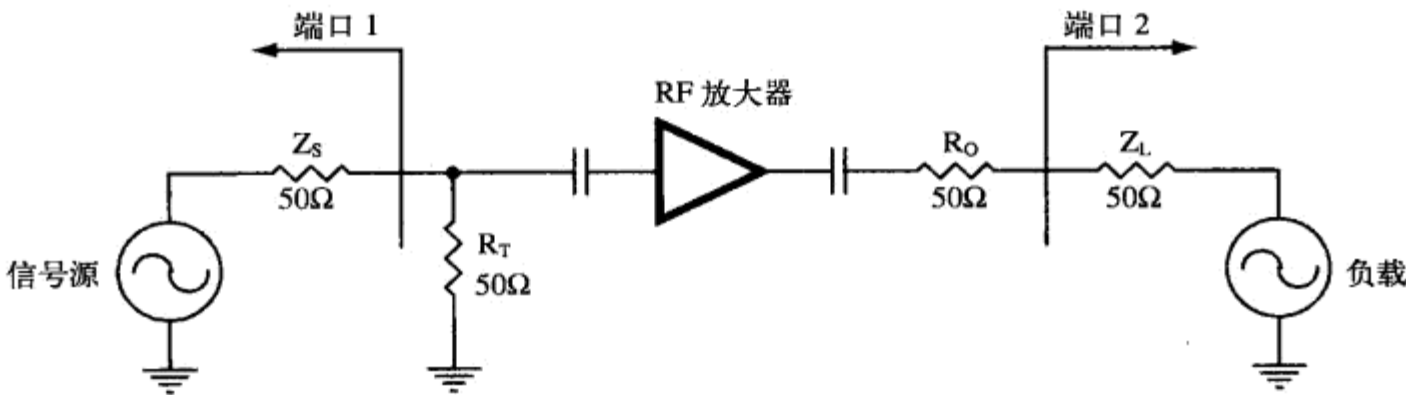 端口 1
端口 2
RF 放大器
Z_S
50Ω
R_O
50Ω
Z_L
50Ω
R_T
50Ω
信号源
负载